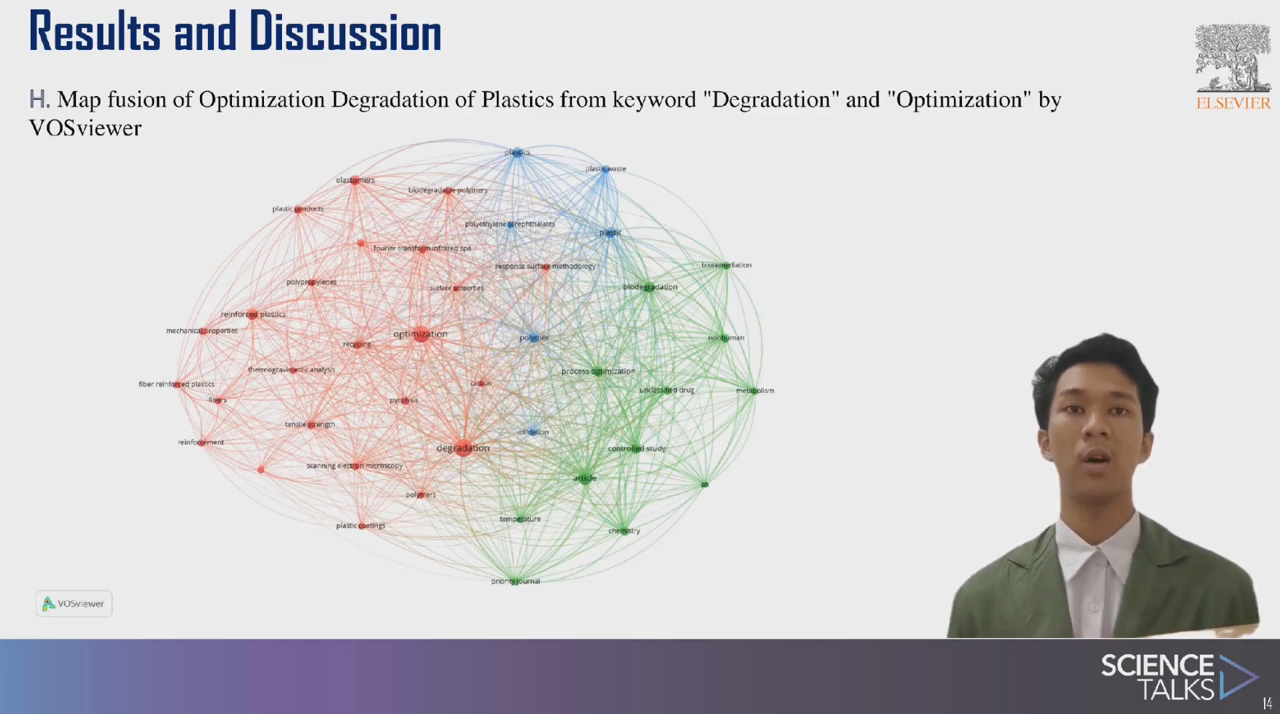 Results and Discussion
H. Map fusion of Optimization Degradation of Plastics from keyword "Degradation" and "Optimization" by
VOSviewer
ELSEVIER
plastics
plastic waste
elastomers
biodegradable polymers
plastic products
polyethylene terephthalates
plastic
fourier transform infrared spe
response surface methodology
bioremediation
polypropylenes
surface properties
biodegradation
reinforced plastics
mechanical properties
optimization
polymer
nonhuman
recycling
thermogravimetric analysis
process optimization
fiber reinforced plastics
carbon
unclassified drug
metabolism
fibers
pyrolysis
tensile strength
oxidation
reinforcement
degradation
controlled study
scanning electron microscopy
article
ph
polymers
temperature
plastic coatings
chemistry
priority journal
VOSviewer
SCIENCE
TALKS
14